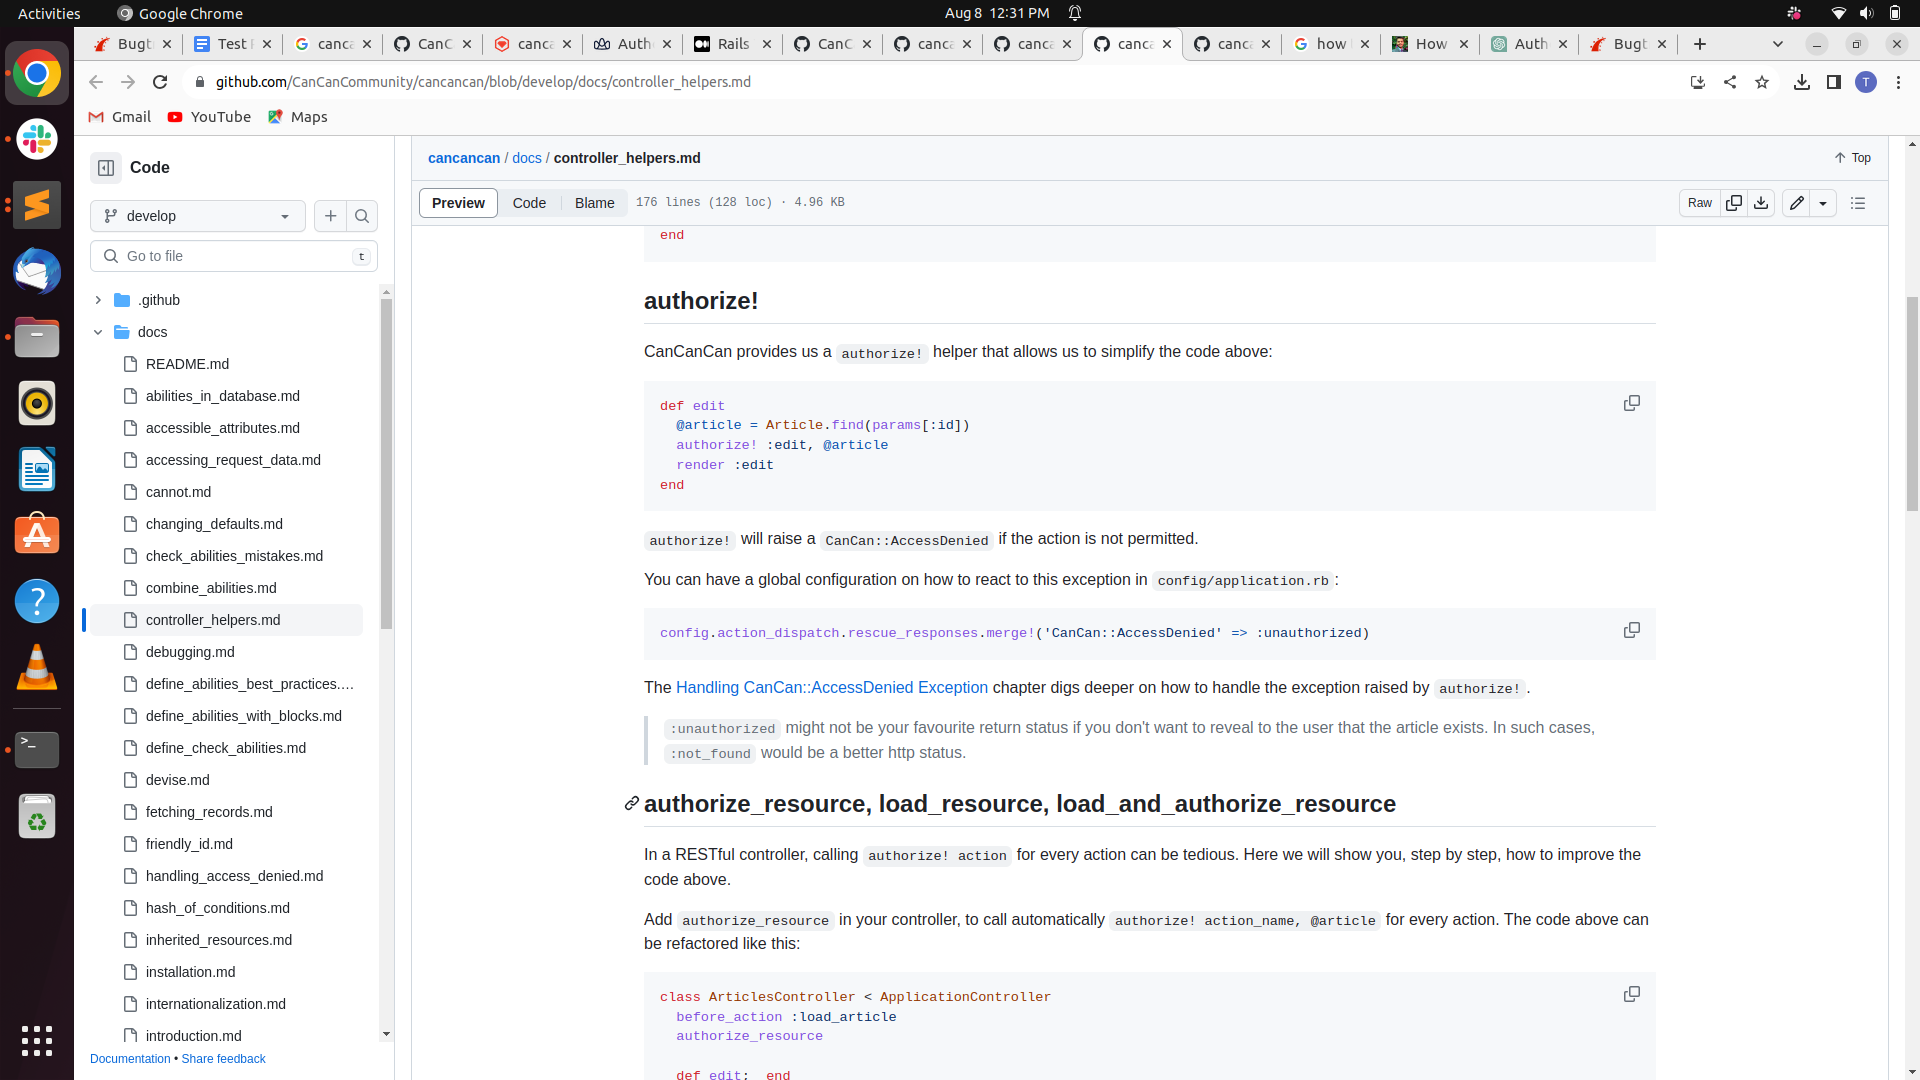 Activities
Google Chrome
Aug 8 12:31 PM
Bugt
Test F
canca
CanC
canca
Auth
Rails
CanC
canca
canca
canca
canca
how
How
Auth
Bugt
github.com/CanCanCommunity/cancancan/blob/develop/docs/controller_helpers.md
T
Gmail
YouTube
Maps
Code
develop
Go to file
t
.github
docs
README.md
abilities_in_database.md
accessible_attributes.md
accessing_request_data.md
cannot.md
changing_defaults.md
check_abilities_mistakes.md
combine_abilities.md
controller_helpers.md
debugging.md
define_abilities_best_practices.…
define_abilities_with_blocks.md
define_check_abilities.md
devise.md
fetching_records.md
friendly_id.md
handling_access_denied.md
hash_of_conditions.md
inherited_resources.md
installation.md
internationalization.md
introduction.md
Documentation • Share feedback
cancancan / docs / controller_helpers.md
Top
Preview
Code
Blame
176 lines (128 loc) · 4.96 KB
Raw
end
authorize!
CanCanCan provides us a authorize! helper that allows us to simplify the code above:
def edit
@article = Article.find(params[:id])
authorize! :edit, @article
render :edit
end
authorize! will raise a CanCan::AccessDenied if the action is not permitted.
You can have a global configuration on how to react to this exception in config/application.rb:
config.action_dispatch.rescue_responses.merge!('CanCan::AccessDenied' => :unauthorized)
The Handling CanCan::AccessDenied Exception chapter digs deeper on how to handle the exception raised by authorize!.
:unauthorized might not be your favourite return status if you don't want to reveal to the user that the article exists. In such cases,
:not_found would be a better http status.
authorize_resource, load_resource, load_and_authorize_resource
In a RESTful controller, calling authorize! action for every action can be tedious. Here we will show you, step by step, how to improve the
code above.
Add authorize_resource in your controller, to call automatically authorize! action_name, @article for every action. The code above can
be refactored like this:
class ArticlesController < ApplicationController
before_action :load_article
authorize_resource
def edit; end